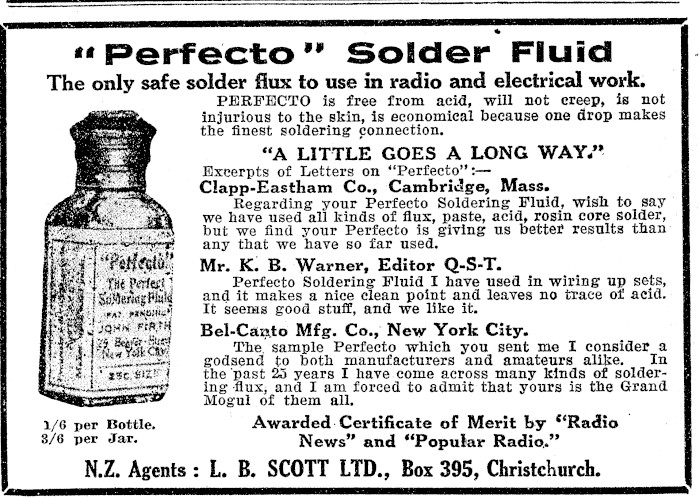 "Perfecto" Solder Fluid
The only safe solder flux to use in radio and electrical work.
PERFECTO is free from acid, will not creep, is not
injurious to the skin, is economical because one drop makes
the finest soldering connection.
"A LITTLE GOES A LONG WAY."
Excerpts of Letters on "Perfecto":—
Clapp-Eastham Co., Cambridge, Mass.
Regarding your Perfecto Soldering Fluid, wish to say
we have used all kinds of flux, paste, acid, rosin core solder,
but we find your Perfecto is giving us better results than
any that we have so far used.
Mr. K. B. Warner, Editor Q-S-T.
Perfecto Soldering Fluid I have used in wiring up sets,
and it makes a nice clean point and leaves no trace of acid.
It seems good stuff, and we like it.
Bel-Canto Mfg. Co., New York City.
The sample Perfecto which you sent me I consider a
godsend to both manufacturers and amateurs alike. In
the past 25 years I have come across many kinds of solder-
ing flux, and I am forced to admit that yours is the Grand
Mogul of them all.
"Perfecto"
The Perfect
Soldering Fluid
PAT PENDING
JOHN FIRTH
25 New York City
25C. SIZE
1/6 per Bottle.
3/6 per Jar.
Awarded Certificate of Merit by "Radio
News" and "Popular Radio."
N.Z. Agents : L. B. SCOTT LTD., Box 395, Christchurch.